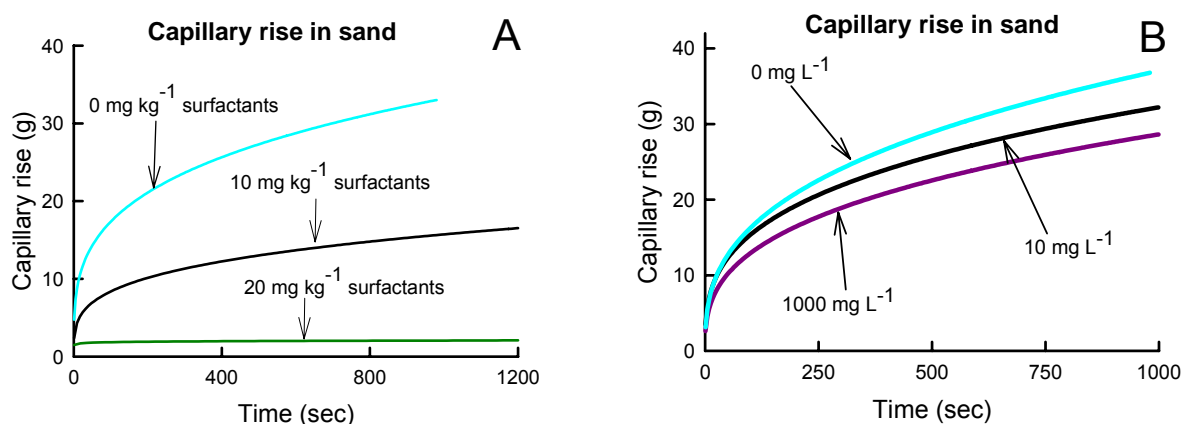 Capillary rise in sand
A
40
30
20
10
0
Capillary rise (g)
0 mg kg⁻¹ surfactants
10 mg kg⁻¹ surfactants
20 mg kg⁻¹ surfactants
0
400
800
1200
Time (sec)
Capillary rise in sand
B
40
30
20
10
0
Capillary rise (g)
0 mg L⁻¹
10 mg L⁻¹
1000 mg L⁻¹
0
250
500
750
1000
Time (sec)